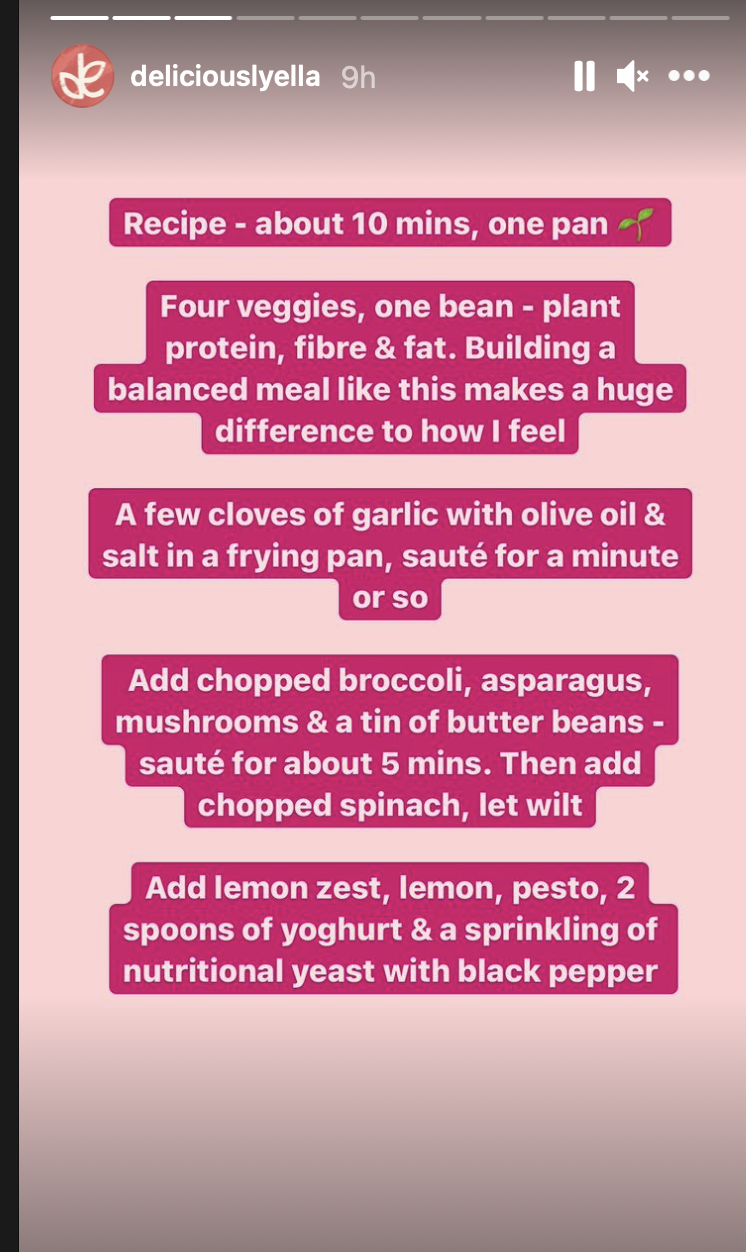 deliciouslyella 9h
Recipe - about 10 mins, one pan 🌱
Four veggies, one bean - plant
protein, fibre & fat. Building a
balanced meal like this makes a huge
difference to how I feel
A few cloves of garlic with olive oil &
salt in a frying pan, sauté for a minute
or so
Add chopped broccoli, asparagus,
mushrooms & a tin of butter beans -
sauté for about 5 mins. Then add
chopped spinach, let wilt
Add lemon zest, lemon, pesto, 2
spoons of yoghurt & a sprinkling of
nutritional yeast with black pepper